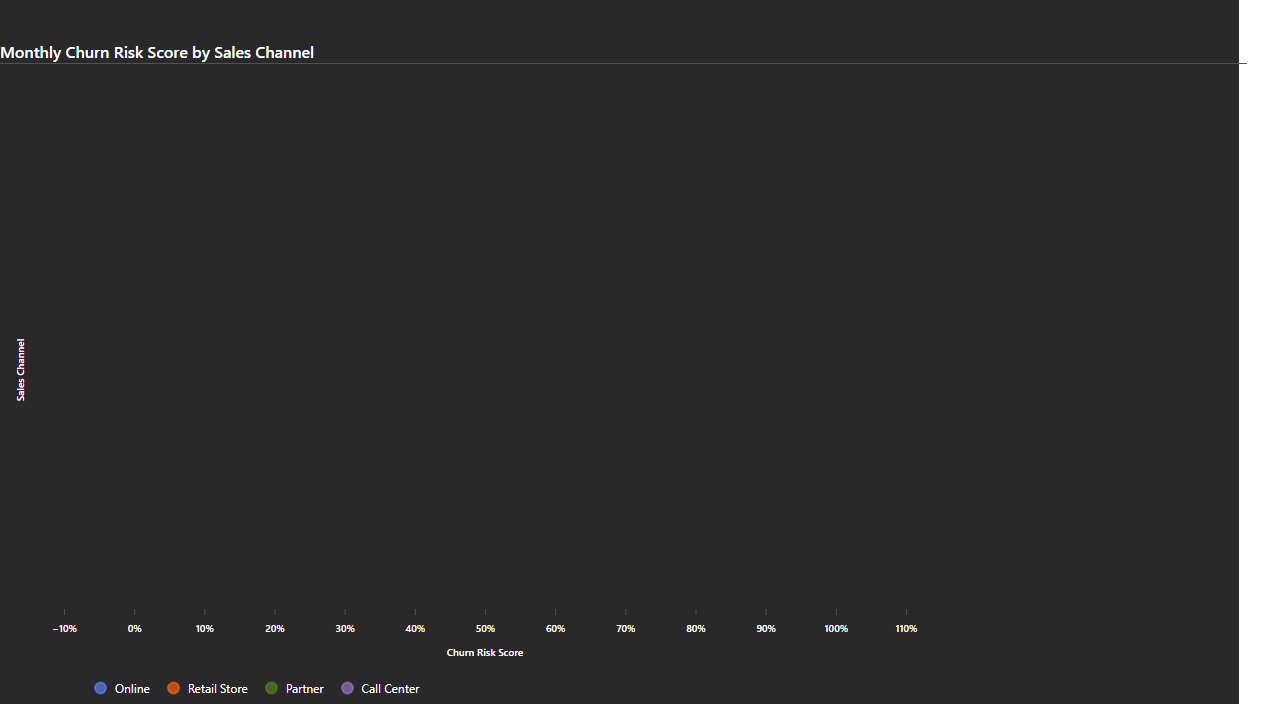 Monthly Churn Risk Score by Sales Channel
Sales Channel
−10% 0% 10% 20% 30% 40% 50% 60% 70% 80% 90% 100% 110%
Churn Risk Score
Online Retail Store Partner Call Center